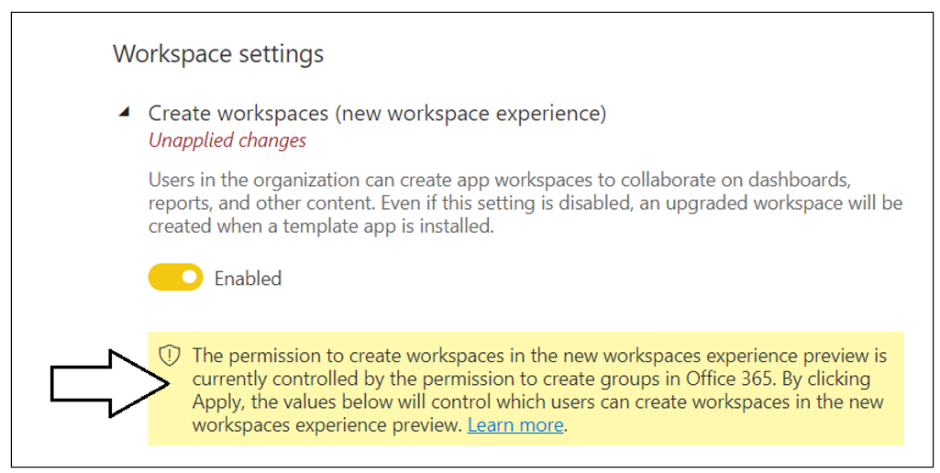 Workspace settings
Create workspaces (new workspace experience)
Unapplied changes
Users in the organization can create app workspaces to collaborate on dashboards,
reports, and other content. Even if this setting is disabled, an upgraded workspace will be
created when a template app is installed.
Enabled
The permission to create workspaces in the new workspaces experience preview is
currently controlled by the permission to create groups in Office 365. By clicking
Apply, the values below will control which users can create workspaces in the new
workspaces experience preview. Learn more.